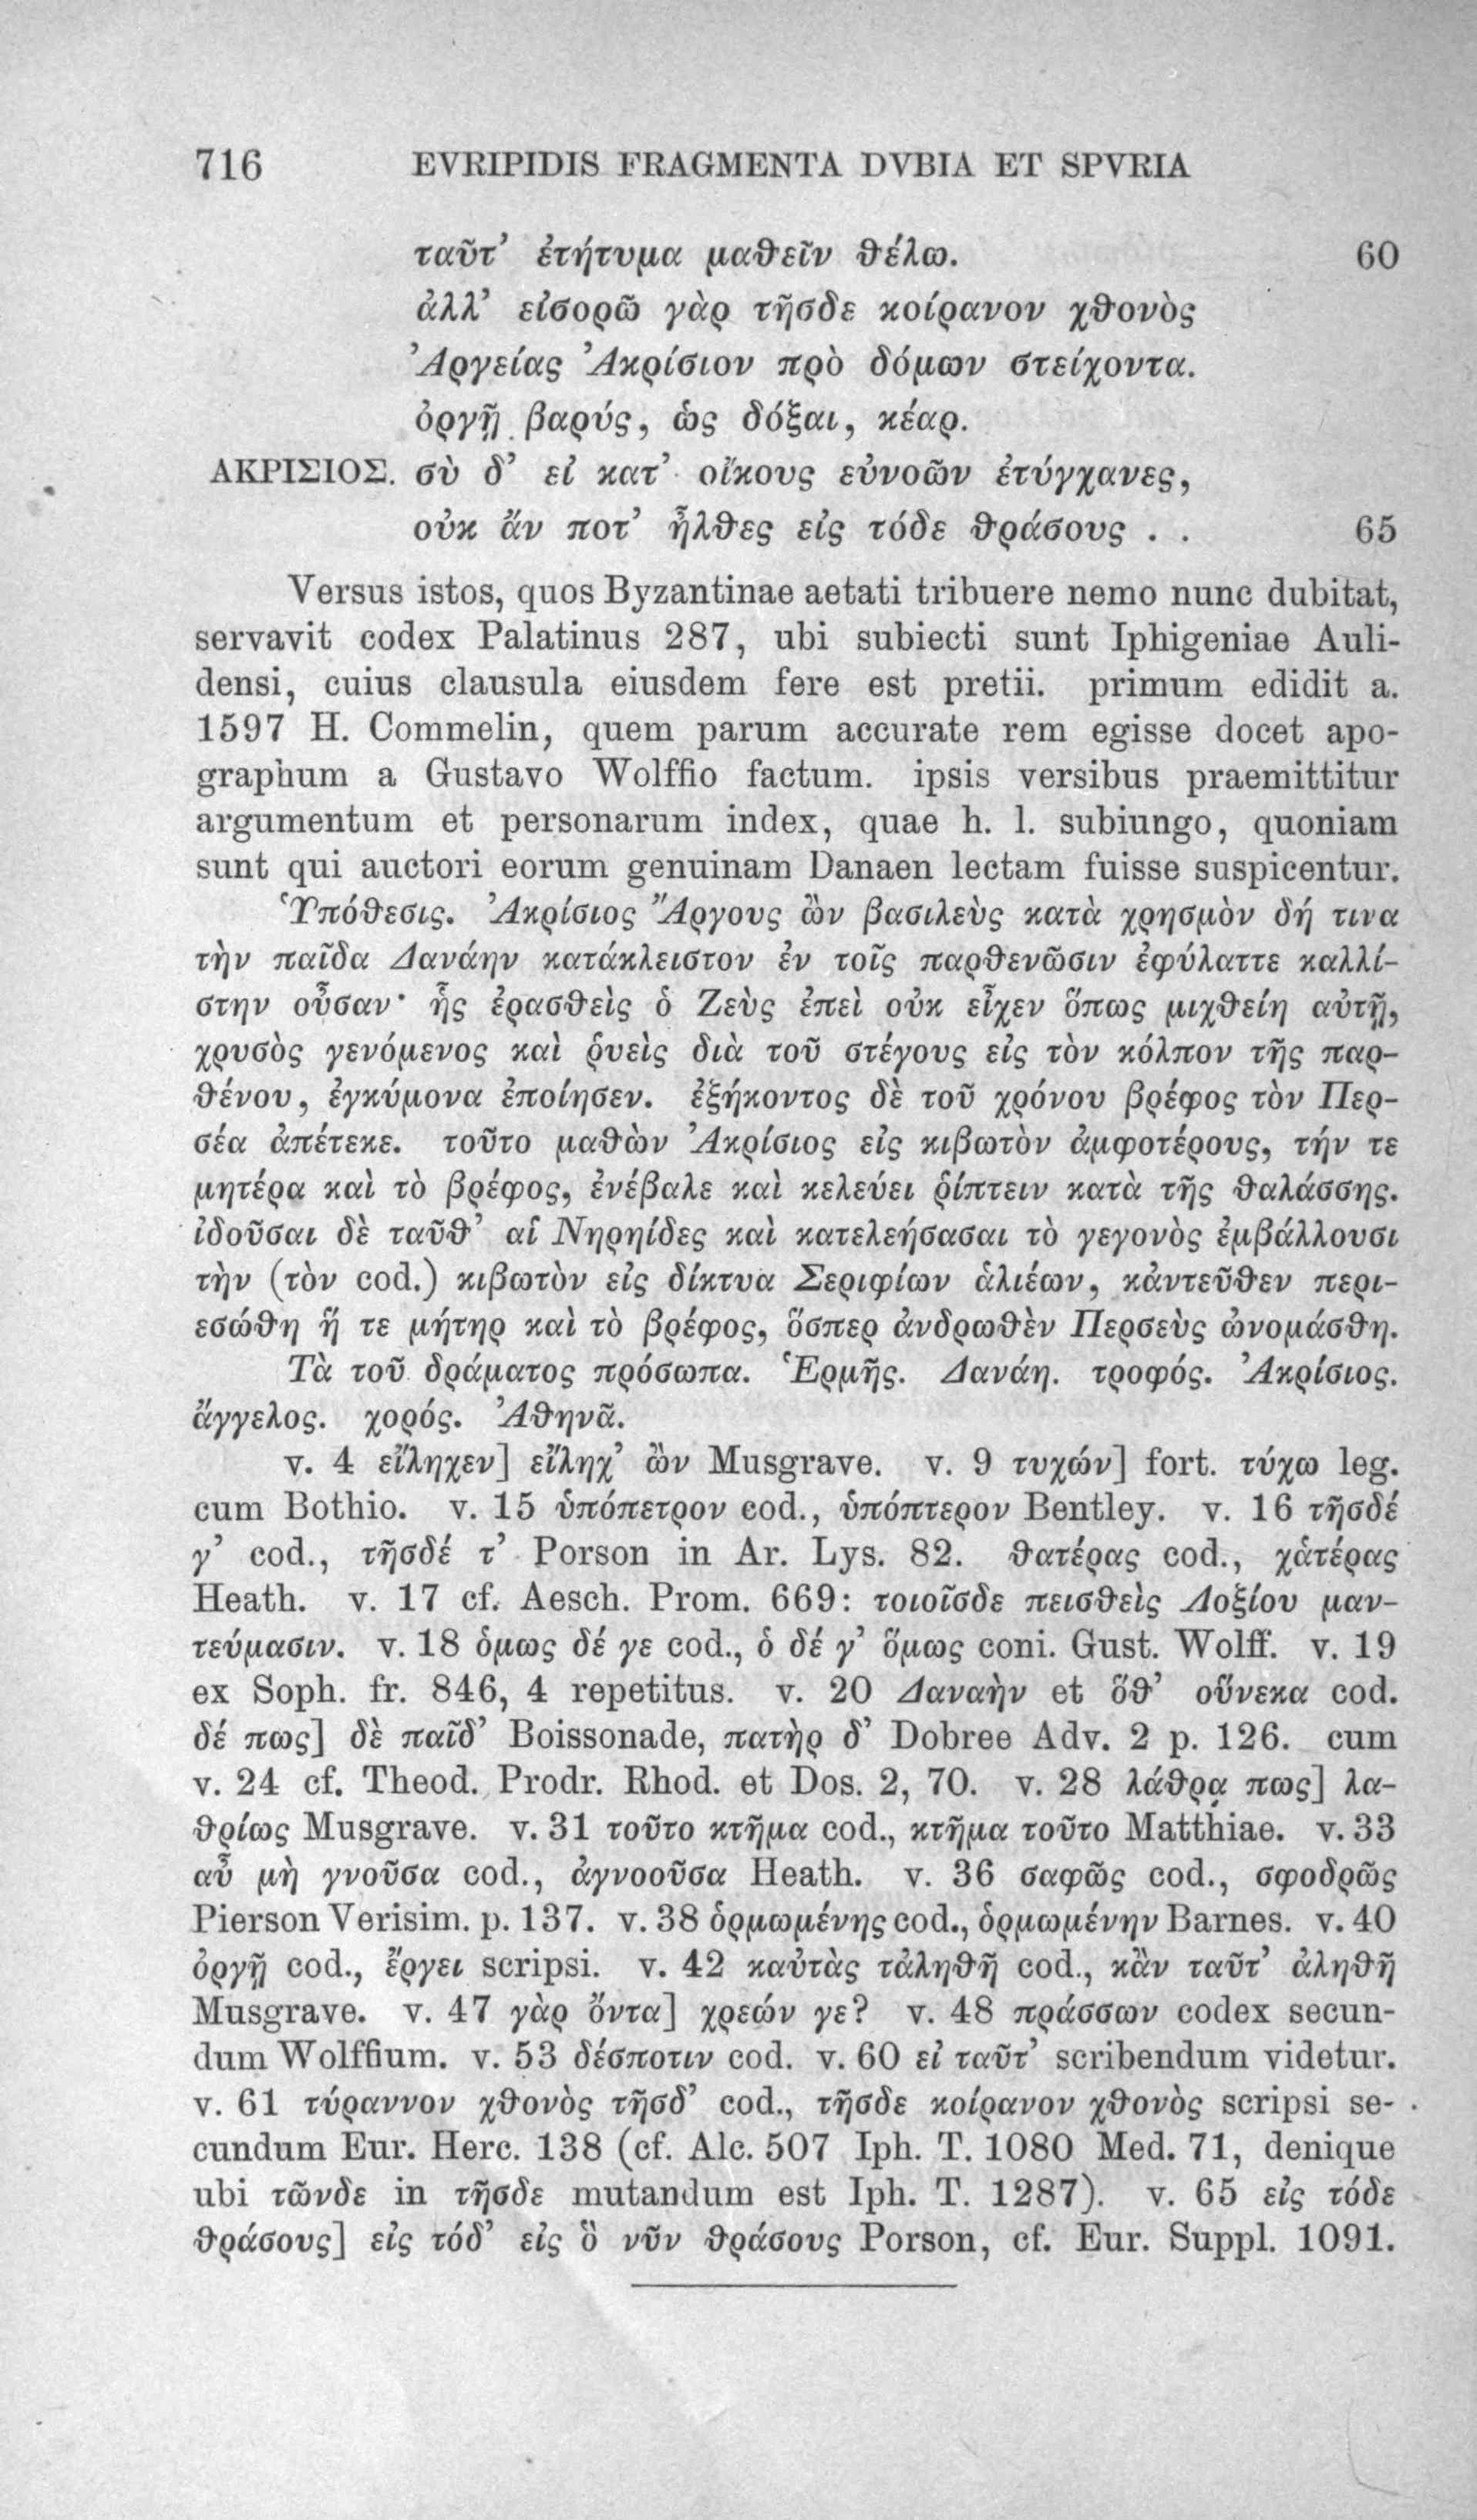 716 EVRIPIDIS FRAGMENTA DVBIA ET SPVRIA
ταῦτ’ ἐτήτυμα μαθεῖν θέλω. 60
ἀλλ’ εἰσορῶ γὰρ τῆσδε κοίρανον χθονὸς
Ἀργείας Ἀκρίσιον πρὸ δόμων στείχοντα.
ὀργῇ βαρύς, ὡς δόξαι, κέαρ.
ΑΚΡΙΣΙΟΣ. σὺ δ’ εἰ κατ’ οἴκους εὐνοῶν ἐτύγχανες,
οὐκ ἄν ποτ’ ἦλθες εἰς τόδε θράσους . . 65
Versus istos, quos Byzantinae aetati tribuere nemo nunc dubitat,
servavit codex Palatinus 287, ubi subiecti sunt Iphigeniae Auli-
densi, cuius clausula eiusdem fere est pretii. primum edidit a.
1597 H. Commelin, quem parum accurate rem egisse docet apo-
graphum a Gustavo Wolffio factum. ipsis versibus praemittitur
argumentum et personarum index, quae h. l. subiungo, quoniam
sunt qui auctori eorum genuinam Danaen lectam fuisse suspicentur.
Ὑπόθεσις. Ἀκρίσιος Ἄργους ὢν βασιλεὺς κατὰ χρησμὸν δή τινα
τὴν παῖδα Δανάην κατάκλειστον ἐν τοῖς παρθενῶσιν ἐφύλαττε καλλί-
στην οὖσαν· ἧς ἐρασθεὶς ὁ Ζεὺς ἐπεὶ οὐκ εἶχεν ὅπως μιχθείη αὐτῇ,
χρυσὸς γενόμενος καὶ ῥυεὶς διὰ τοῦ στέγους εἰς τὸν κόλπον τῆς παρ-
θένου, ἐγκύμονα ἐποίησεν. ἐξήκοντος δὲ τοῦ χρόνου βρέφος τὸν Περ-
σέα ἀπέτεκε. τοῦτο μαθὼν Ἀκρίσιος εἰς κιβωτὸν ἀμφοτέρους, τήν τε
μητέρα καὶ τὸ βρέφος, ἐνέβαλε καὶ κελεύει ῥίπτειν κατὰ τῆς θαλάσσης.
ἰδοῦσαι δὲ ταῦθ’ αἱ Νηρηίδες καὶ κατελεήσασαι τὸ γεγονὸς ἐμβάλλουσι
τὴν (τὸν cod.) κιβωτὸν εἰς δίκτυα Σεριφίων ἁλιέων, κἀντεῦθεν περι-
εσώθη ἥ τε μήτηρ καὶ τὸ βρέφος, ὅσπερ ἀνδρωθὲν Περσεὺς ὠνομάσθη.
Τὰ τοῦ δράματος πρόσωπα. Ἑρμῆς. Δανάη. τροφός. Ἀκρίσιος.
ἄγγελος. χορός. Ἀθηνᾶ.
v. 4 εἴληχεν] εἴληχ’ ὢν Musgrave. v. 9 τυχών] fort. τύχω leg.
cum Bothio. v. 15 ὑπόπετρον cod., ὑπόπτερον Bentley. v. 16 τῆσδέ
γ’ cod., τῆσδέ τ’ Porson in Ar. Lys. 82. θατέρας cod., χἀτέρας
Heath. v. 17 cf. Aesch. Prom. 669: τοιοῖσδε πεισθεὶς Λοξίου μαν-
τεύμασιν. v. 18 ὁμως δέ γε cod., ὁ δέ γ’ ὅμως coni. Gust. Wolff. v. 19
ex Soph. fr. 846, 4 repetitus. v. 20 Δαναὴν et ὅθ’ οὕνεκα cod.
δέ πως] δὲ παῖδ’ Boissonade, πατὴρ δ’ Dobree Adv. 2 p. 126. cum
v. 24 cf. Theod. Prodr. Rhod. et Dos. 2, 70. v. 28 λάθρᾳ πως] λα-
θρίως Musgrave. v. 31 τοῦτο κτῆμα cod., κτῆμα τοῦτο Matthiae. v. 33
αὖ μὴ γνοῦσα cod., ἀγνοοῦσα Heath. v. 36 σαφῶς cod., σφοδρῶς
Pierson Verisim. p. 137. v. 38 ὁρμωμένης cod., ὁρμωμένην Barnes. v. 40
ὀργῇ cod., ἔργει scripsi. v. 42 καὐτὰς τἀληθῆ cod., κἂν ταῦτ’ ἀληθῆ
Musgrave. v. 47 γὰρ ὄντα] χρεών γε? v. 48 πράσσων codex secun-
dum Wolffium. v. 53 δέσποτιν cod. v. 60 εἰ ταῦτ’ scribendum videtur.
v. 61 τύραννον χθονὸς τῆσδ’ cod., τῆσδε κοίρανον χθονὸς scripsi se-
cundum Eur. Herc. 138 (cf. Alc. 507 Iph. T. 1080 Med. 71, denique
ubi τῶνδε in τῆσδε mutandum est Iph. T. 1287). v. 65 εἰς τόδε
θράσους] εἰς τόδ’ εἰς ὃ νῦν θράσους Porson, cf. Eur. Suppl. 1091.